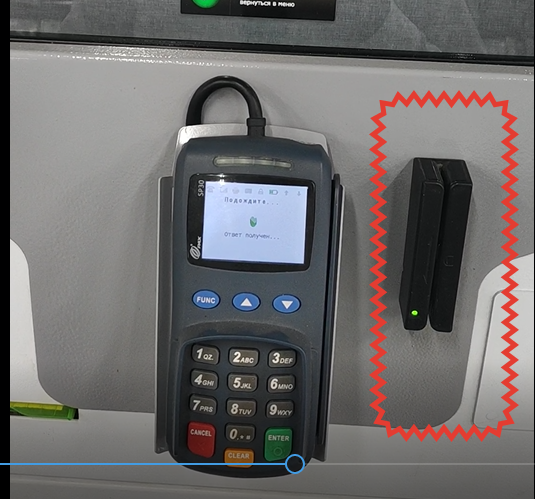 вернуться в меню
SP30
PAX
Подождите...
Ответ получен...
FUNC
1 QZ.
2 ABC
3 DEF
4 GHI
5 JKL
6 MNO
7 PRS
8 TUV
9 WXY
CANCEL
0
ENTER
CLEAR